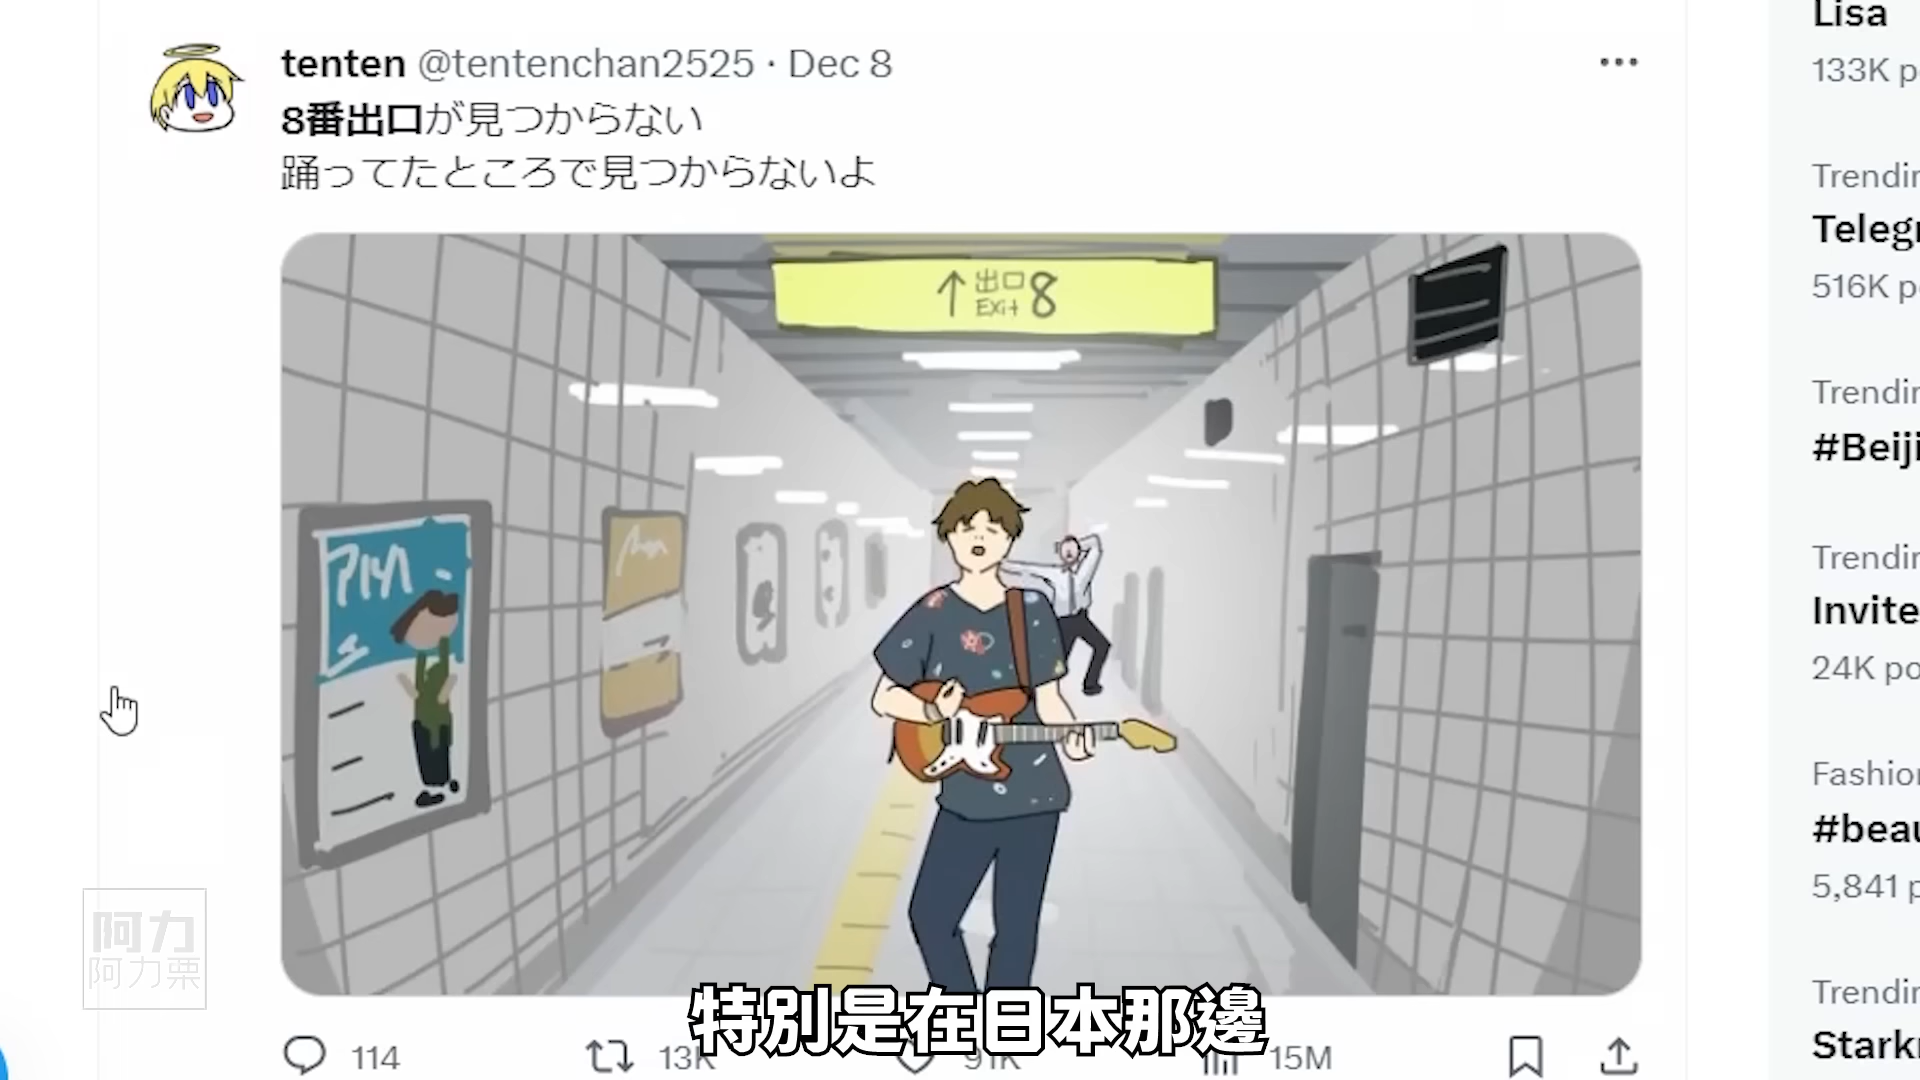 tenten @tentenchan2525 · Dec 8
8番出口が見つからない
踊ってたところで見つからないよ
↑出口 8
Exit
114
13K
91K
15M
特別是在日本那邊
阿力
阿力栗
Lisa
133K p
Trendin
Telegr
516K p
Trendin
#Beiji
Trendin
Invite
24K po
Fashion
#beau
5,841 p
Trendin
Starkr